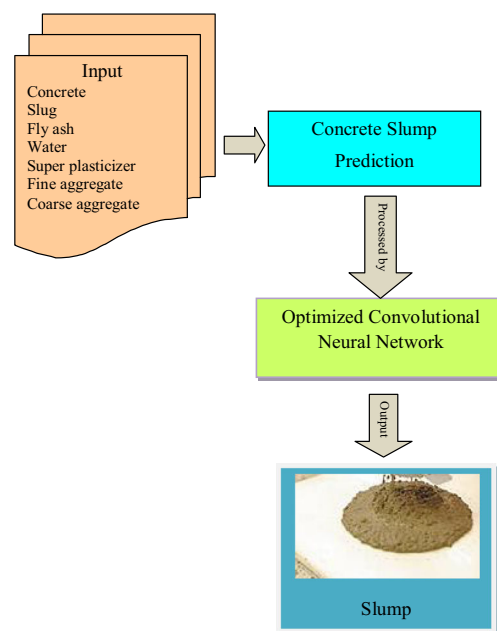 Input
Concrete
Slug
Fly ash
Water
Super plasticizer
Fine aggregate
Coarse aggregate
Concrete Slump
Prediction
Processed by
Optimized Convolutional
Neural Network
Output
Slump